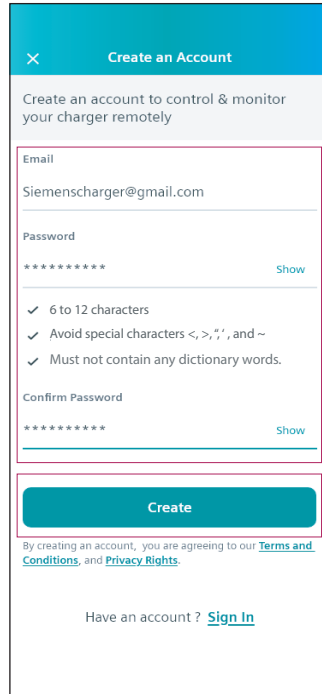 Create an Account
Create an account to control & monitor
your charger remotely
Email
Siemenscharger@gmail.com
Password
********** Show
6 to 12 characters
Avoid special characters <, >, “, ‘ , and ~
Must not contain any dictionary words.
Confirm Password
********** Show
Create
By creating an account, you are agreeing to our Terms and
Conditions, and Privacy Rights.
Have an account ? Sign In